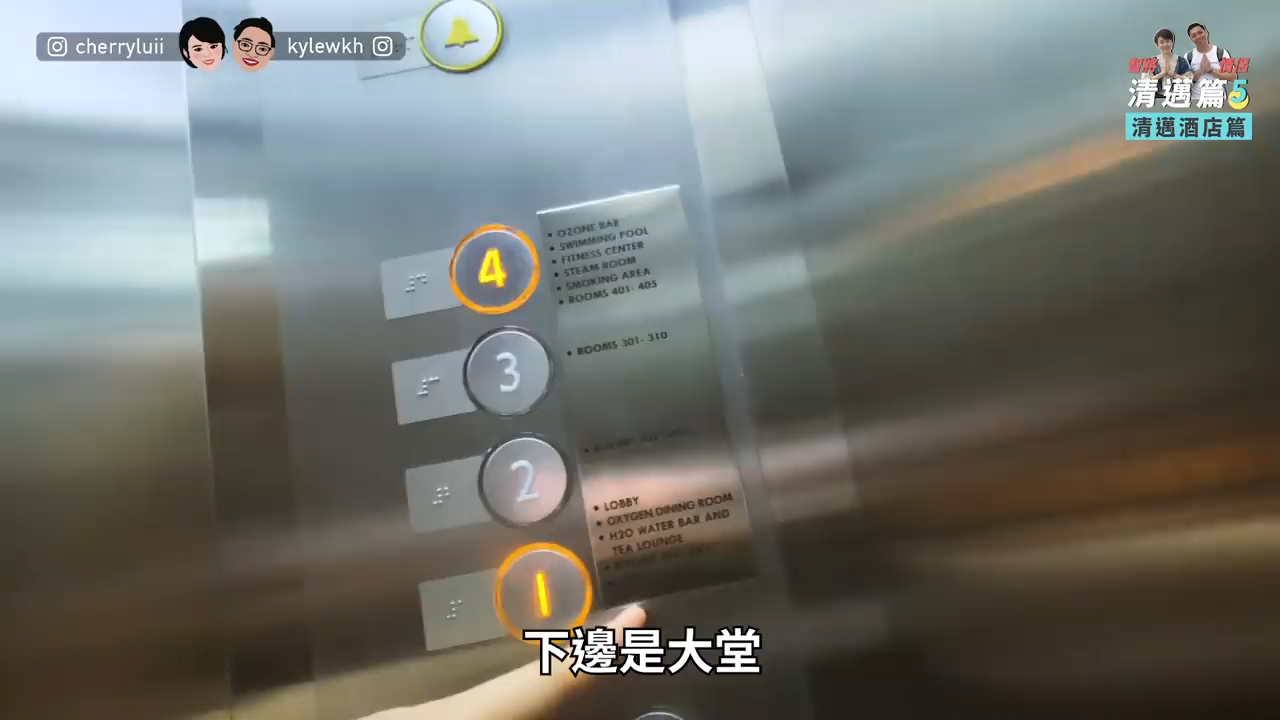 cherryluii
kylewkh
清邁篇5
清邁酒店篇
4
• OZONE BAR
• SWIMMING POOL
• FITNESS CENTER
• STEAM ROOM
• SMOKING AREA
• ROOMS 401- 405
3
• ROOMS 301- 310
2
• LOBBY
• OXYGEN DINING ROOM
• H2O WATER BAR AND
TEA LOUNGE
1
下邊是大堂